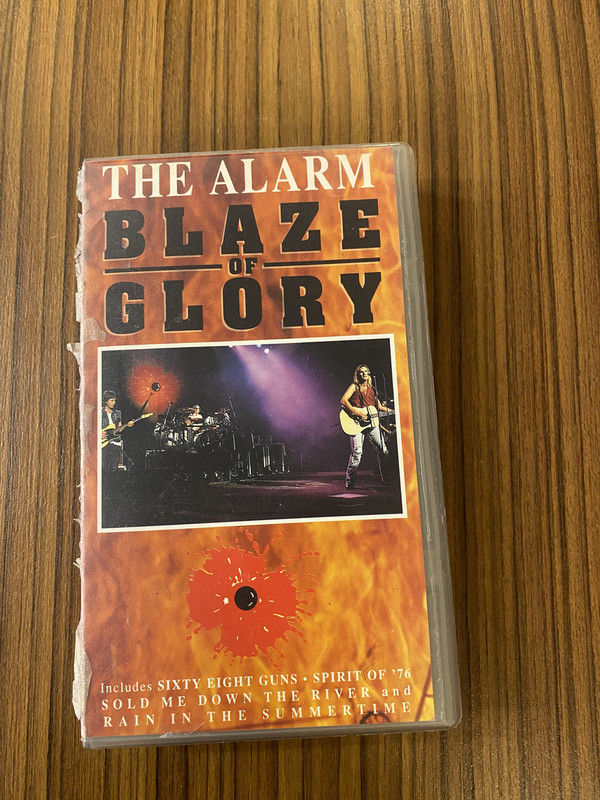 THE ALARM
BLAZE
OF
GLORY
Includes SIXTY EIGHT GUNS • SPIRIT OF '76
SOLD ME DOWN THE RIVER and
RAIN IN THE SUMMERTIME